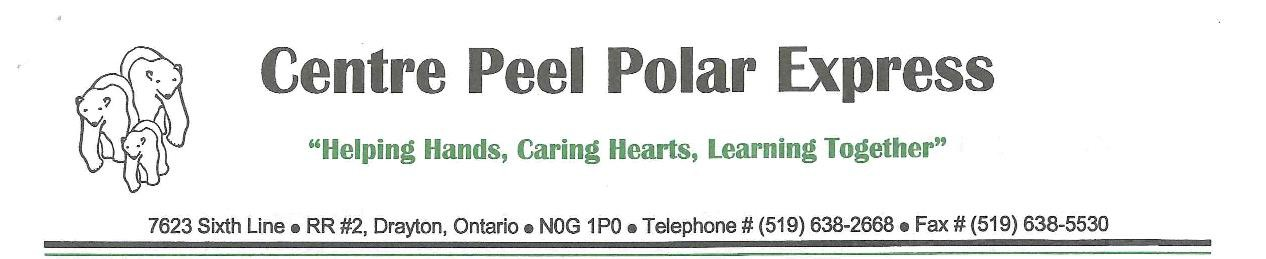 Centre Peel Polar Express
“Helping Hands, Caring Hearts, Learning Together”
7623 Sixth Line ● RR #2, Drayton, Ontario ● N0G 1P0 ● Telephone # (519) 638-2668 ● Fax # (519) 638-5530